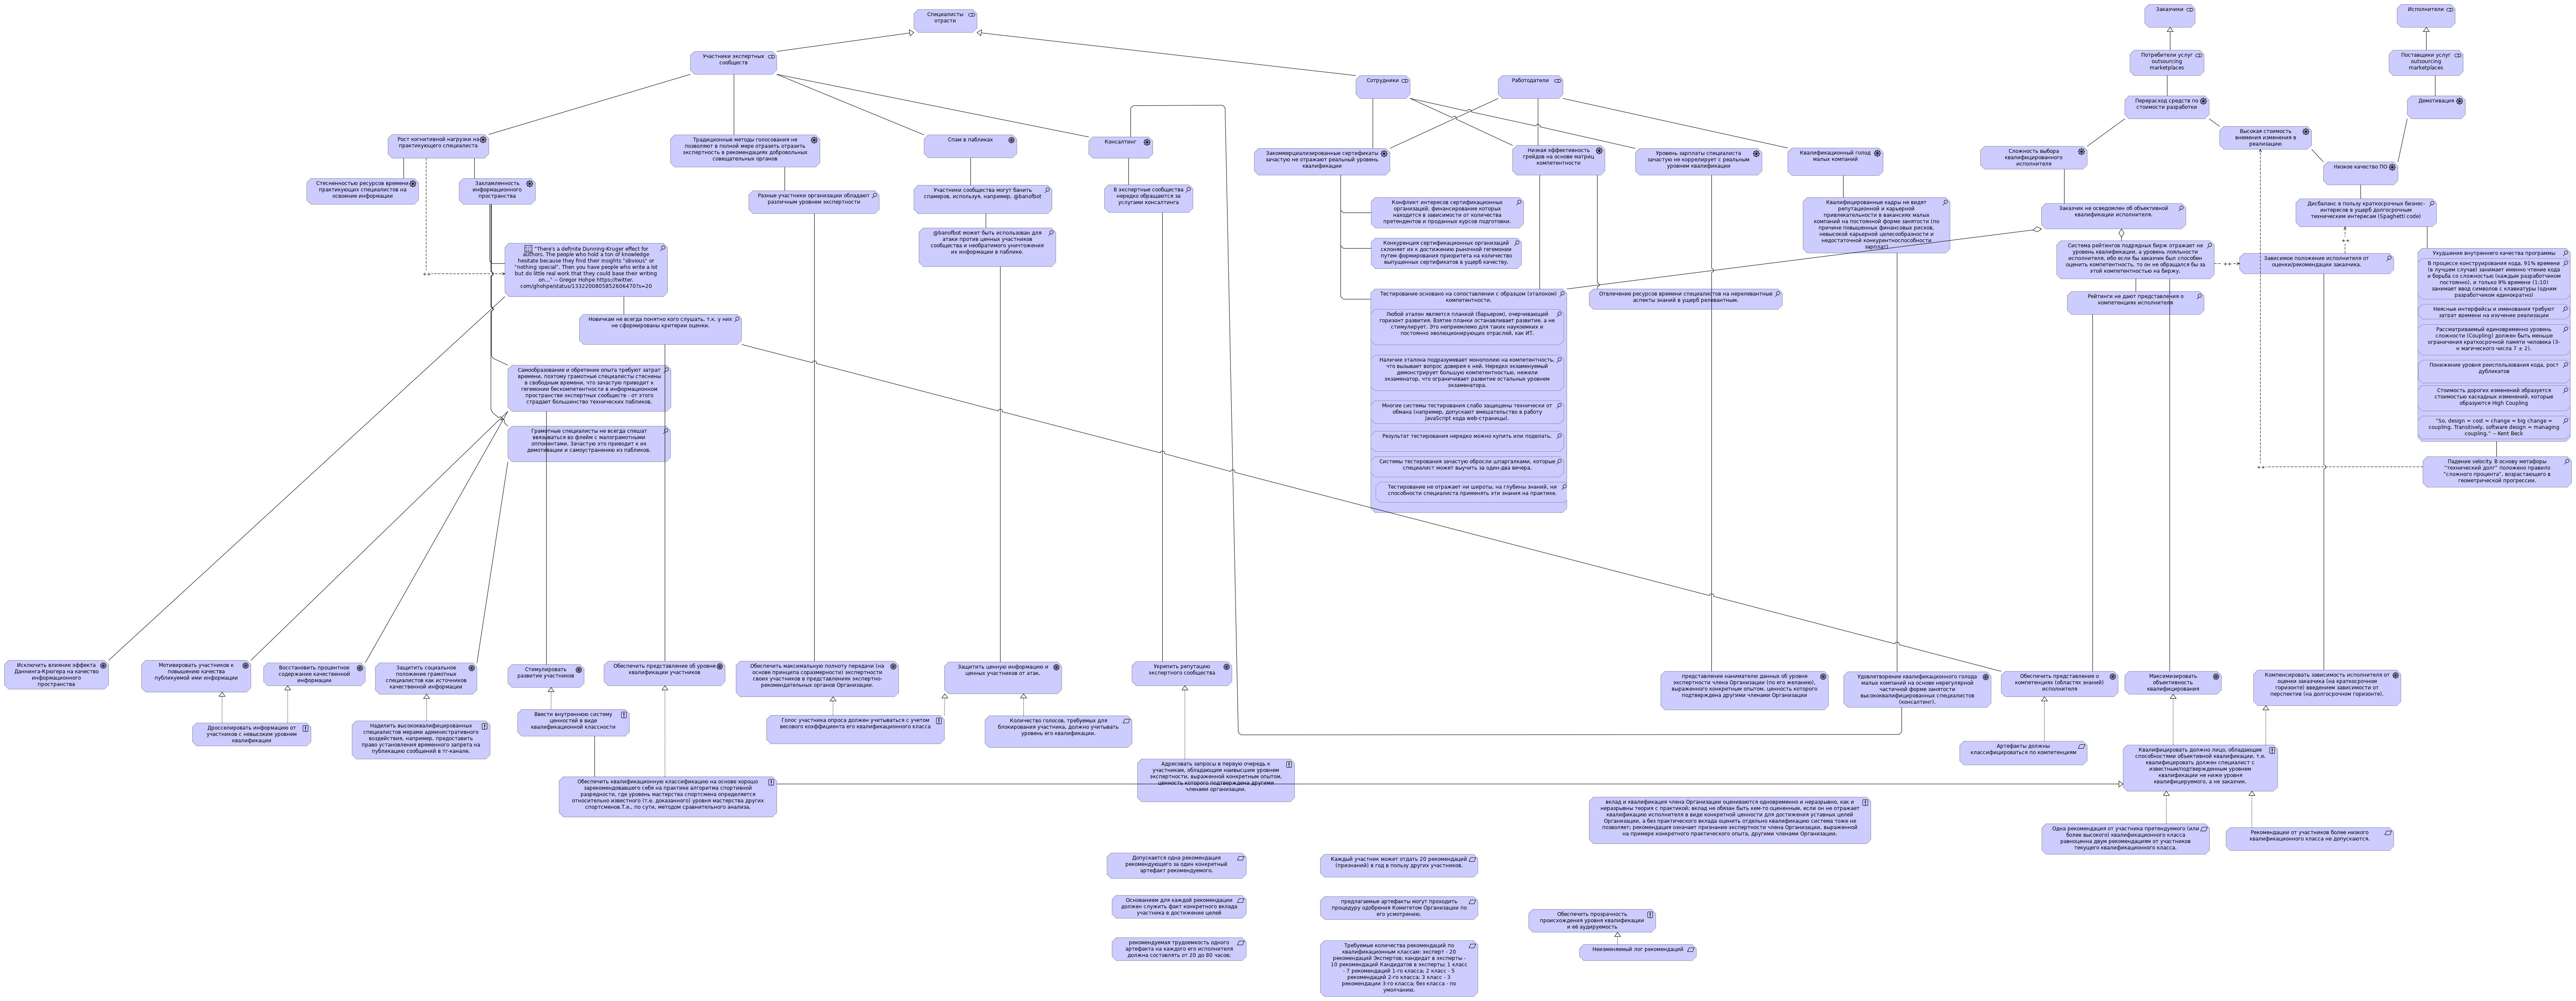 Специалисты
отрасти
Заказчики
Исполнители
Участники экспертных
сообществ
Потребители услуг
outsourcing
marketplaces
Поставщики услуг
outsourcing
marketplaces
Сотрудники
Работодатели
Перерасход средств по
стоимости разработки
Демотивация
Рост когнитивной нагрузки на
практикующего специалиста
Традиционные методы голосования не
позволяют в полной мере отразить отразить
экспертность в рекомендациях добровольных
совещательных органов
Спам в пабликах
Консалтинг
Закоммерциализированные сертификаты
зачастую не отражают реальный уровень
квалификации
Низкая эффективность
грейдов на основе матриц
компетентности
Уровень зарплаты специалиста
зачастую не коррелирует с реальным
уровнем квалификации
Квалификационный голод
малых компаний
Сложность выбора
квалифицированного
исполнителя
Высокая стоимость
внемения изменения в
реализацию
Низкое качество ПО
Стесненностью ресурсов времени
практикующих специалистов на
освоение информации
Захламленность
информационного
пространства
Разные участники организации обладают
различным уровнем экспертности
Участники сообщества могут банить
спамеров, используя, например, @banofbot
В экспертные сообщества
нередко обращаются за
услугами консалтинга
Конфликт интересов сертификационных
организаций, финансирование которых
находится в зависимости от количества
претендентов и проданных курсов подготовки.
Квалифицированные кадры не видят
репутационной и карьерной
привлекательности в вакансиях малых
компаний на постоянной форме занятости (по
причине повышенных финансовых рисков,
невысокой карьерной целесообразности и
недостаточной конкурентноспособности
зарплат)
Заказчик не осведомлен об объективной
квалификации исполнителя.
Дисбаланс в пользу краткосрочных бизнес-
интересов в ущерб долгосрочным
техническим интересам (Spaghetti code)
@banofbot может быть использован для
атаки против ценных участников
сообщества и необратимого уничтожения
их информации в паблике.
Конкуренция сертификационных организаций
склоняет их к достижению рыночной гегемонии
путем формирования приоритета на количество
выпущенных сертификатов в ущерб качеству.
Система рейтингов подрядных бирж отражает не
уровень квалификации, а уровень лояльности
исполнителя, ибо если бы заказчик был способен
оценить компетентность, то он не обращался бы за
этой компетентностью на биржу.
++
++
++
Зависимое положение исполнителя от
оценки/рекомендации заказчика.
"There's a definite Dunning-Kruger effect for
authors. The people who hold a ton of knowledge
hesitate because they find their insights "obvious" or
"nothing special". Then you have people who write a lot
but do little real work that they could base their writing
on..." -- Gregor Hohpe https://twitter.
com/ghohpe/status/1332200805852606470?s=20
Ухудшение внутреннего качества программы
В процессе конструирования кода, 91% времени
(в лучшем случае) занимает именно чтение кода
и борьба со сложностью (каждым разработчиком
постоянно), и только 9% времени (1:10)
занимает ввод символов с клавиатуры (одним
разработчиком единократно)
Неясные интерфейсы и именования требуют
затрат времени на изучение реализации
Рассматриваемый единовременно уровень
сложности (Coupling) должен быть меньше
ограничения краткосрочной памяти человека (3-
н магического числа 7 ± 2).
Понижение уровня реиспользования кода, рост
дубликатов
Стоимость дорогих изменений образуется
стоимостью каскадных изменений, которые
образуются High Coupling
"So, design ≈ cost ≈ change ≈ big change ≈
coupling. Transitively, software design ≈ managing
coupling." -- Kent Beck
++
Падение velocity. В основу метафоры
"технический долг" положено правило
"сложного процента", возрастающего в
геометрической прогрессии.
Тестирование основано на сопоставлении с образцом (эталоном)
компетентности.
Отвлечение ресурсов времени специалистов на нерелевантные
аспекты знаний в ущерб релевантным.
Рейтинги не дают представления о
компетенциях исполнителя
Любой эталон является планкой (барьером), очерчивающей
горизонт развития. Взятие планки останавливает развитие, а не
стимулирует. Это неприемлемо для таких наукоемких и
постоянно эволюционирующих отраслей, как ИТ.
Наличие эталона подразумевает монополию на компетентность,
что вызывает вопрос доверия к ней. Нередко экзаменуемый
демонстрирует большую компетентностью, нежели
экзаменатор, что ограничивает развитие остальных уровнем
экзаменатора.
Многие системы тестирования слабо защищены технически от
обмана (например, допускают вмешательство в работу
JavaScript кода web-страницы).
Результат тестирования нередко можно купить или поделать.
Системы тестирования зачастую обросли шпаргалками, которые
специалист может выучить за один-два вечера.
Тестирование не отражает ни широты, на глубины знаний, ни
способности специалиста применять эти знания на практике.
Новичкам не всегда понятно кого слушать, т.к. у них
не сформированы критерии оценки.
Самообразование и обретение опыта требуют затрат
времени, поэтому грамотные специалисты стеснены
в свободным времени, что зачастую приводит к
гегемонии бескомпетентности в информационном
пространстве экспертных сообществ - от этого
страдает большинство технических пабликов.
Грамотные специалисты не всегда спешат
ввязываться во флейм с малограмотными
оппонентами. Зачастую это приводит к их
демотивации и самоустранению из пабликов.
Исключить влияние эффекта
Даннинга-Крюгера на качество
информационного
пространства
Мотивировать участников к
повышению качества
публикуемой ими информации
Восстановить процентное
содержание качественной
информации
Защитить социальное
положение грамотных
специалистов как источников
качественной информации
Стимулировать
развитие участников
Обеспечить представление об уровне
квалификации участников
Обеспечить максимальную полноту передачи (на
основе принципа соразмерности) экспертности
своих участников в представлениях экспертно-
рекомендательных органов Организации.
Защитить ценную информацию и
ценных участников от атак.
Укрепить репутацию
экспертного сообщества
представление нанимателю данных об уровне
экспертности члена Организации (по его желанию),
выраженного конкретным опытом, ценность которого
подтверждена другими членами Организации
Удовлетворение квалификационного голода
малых компаний на основе нерегулярной
частичной форме занятости
высококвалифицированных специалистов
(консалтинг).
Обеспечить представление о
компетенциях (областях знаний)
исполнителя
Максимизировать
объективность
квалифицирования
Компенсировать зависимость исполнителя от
оценки заказчика (на краткосрочном
горизонте) введением зависимости от
перспектив (на долгосрочном горизонте).
Дросселировать информацию от
участников с невысоким уровнем
квалификации
Наделить высококвалифицированных
специалистов мерами административного
воздействия, например, предоставить
право установления временного запрета на
публикацию сообщений в тг-канале.
Ввести внутреннюю систему
ценностей в виде
квалификационной классности
Голос участника опроса должен учитываться с учетом
весового коэффициента его квалификационного класса
Количество голосов, требуемых для
блокирования участника, должно учитывать
уровень его квалификации.
Артефакты должны
классифицироваться по компетенциям
Квалифицировать должно лицо, обладающее
способностями объективной квалификации, т.е.
квалифицировать должен специалист с
известным/подтвержденным уровнем
квалификации не ниже уровня
квалифицируемого, а не заказчик.
Обеспечить квалификационную классификацию на основе хорошо
зарекомендовавшего себя на практике алгоритма спортивной
разрядности, где уровень мастерства спортсмена определяется
относительно известного (т.е. доказанного) уровня мастерства других
спортсменов.Т.е., по сути, методом сравнительного анализа.
Адресовать запросы в первую очередь к
участникам, обладающим наивысшим уровнем
экспертности, выраженной конкретным опытом,
ценность которого подтверждена другими
членами организации.
вклад и квалификация члена Организации оцениваются одновременно и неразрывно, как и
неразрывны теория с практикой; вклад не обязан быть кем-то оцененным, если он не отражает
квалификацию исполнителя в виде конкретной ценности для достижения уставных целей
Организации, а без практического вклада оценить отдельно квалификацию система тоже не
позволяет; рекомендация означает признание экспертности члена Организации, выраженной
на примере конкретного практического опыта, другими членами Организации.
Одна рекомендация от участника претендуемого (или
более высокого) квалификационного класса
равноценна двум рекомендациям от участников
текущего квалификационного класса.
Рекомендации от участников более низкого
квалификационного класса не допускаются.
Допускается одна рекомендация
рекомендующего за один конкретный
артефакт рекомендуемого.
Каждый участник может отдать 20 рекомендаций
(признаний) в год в пользу других участников.
Основанием для каждой рекомендации
должен служить факт конкретного вклада
участника в достижение целей
предлагаемые артефакты могут проходить
процедуру одобрения Комитетом Организации по
его усмотрению.
Обеспечить прозрачность
происхождения уровня квалификации
и её аудируемость
рекомендуемая трудоемкость одного
артефакта на каждого его исполнителя
должна составлять от 20 до 80 часов;
Требуемые количества рекомендаций по
квалификационным классам: эксперт - 20
рекомендаций Экспертов; кандидат в эксперты -
10 рекомендаций Кандидатов в эксперты; 1 класс
- 7 рекомендаций 1-го класса; 2 класс - 5
рекомендаций 2-го класса; 3 класс - 3
рекомендации 3-го класса; без класса - по
умолчанию.
Неизменяемый лог рекомендаций